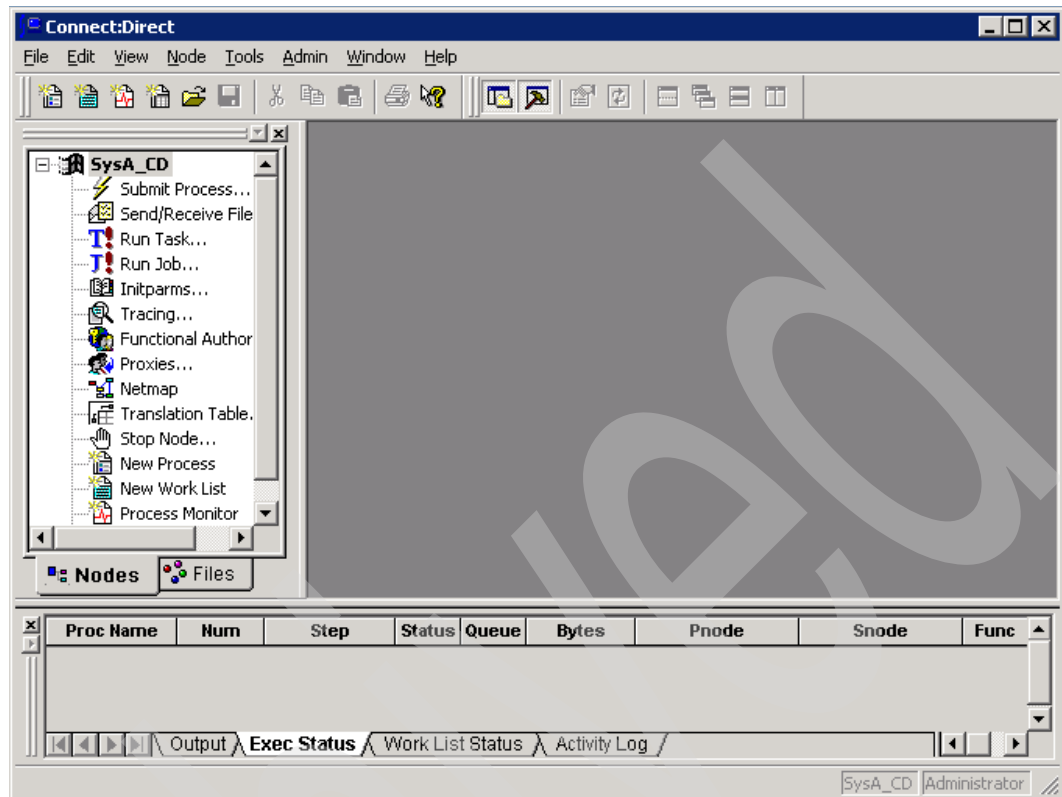 Connect:Direct
File Edit View Node Tools Admin Window Help
SysA_CD
Submit Process...
Send/Receive File
Run Task...
Run Job...
Initparms...
Tracing...
Functional Author
Proxies...
Netmap
Translation Table.
Stop Node...
New Process
New Work List
Process Monitor
Nodes Files
Proc Name Num Step Status Queue Bytes Pnode Snode Func
Output Exec Status Work List Status Activity Log
SysA_CD Administrator